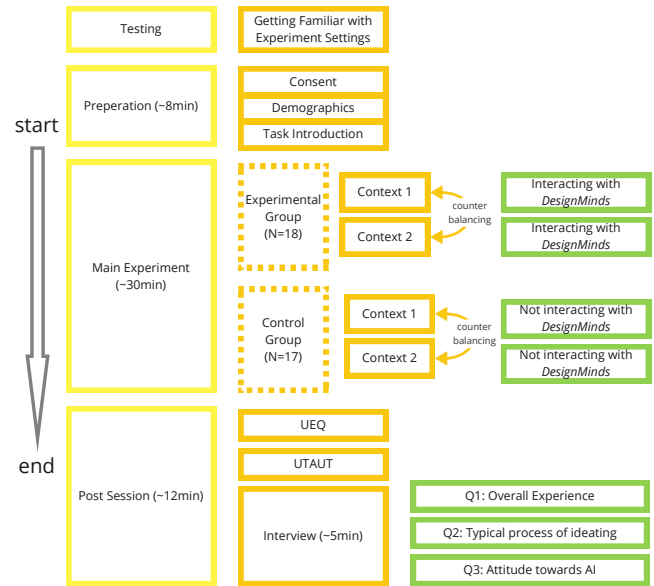 Testing
Getting Familiar with
Experiment Settings
start
Preperation (~8min)
Consent
Demographics
Task Introduction
Main Experiment
(~30min)
Experimental
Group
(N=18)
Context 1
Context 2
counter
balancing
Interacting with
DesignMinds
Interacting with
DesignMinds
Control
Group
(N=17)
Context 1
Context 2
counter
balancing
Not interacting with
DesignMinds
Not interacting with
DesignMinds
end
Post Session (~12min)
UEQ
UTAUT
Interview (~5min)
Q1: Overall Experience
Q2: Typical process of ideating
Q3: Attitude towards AI